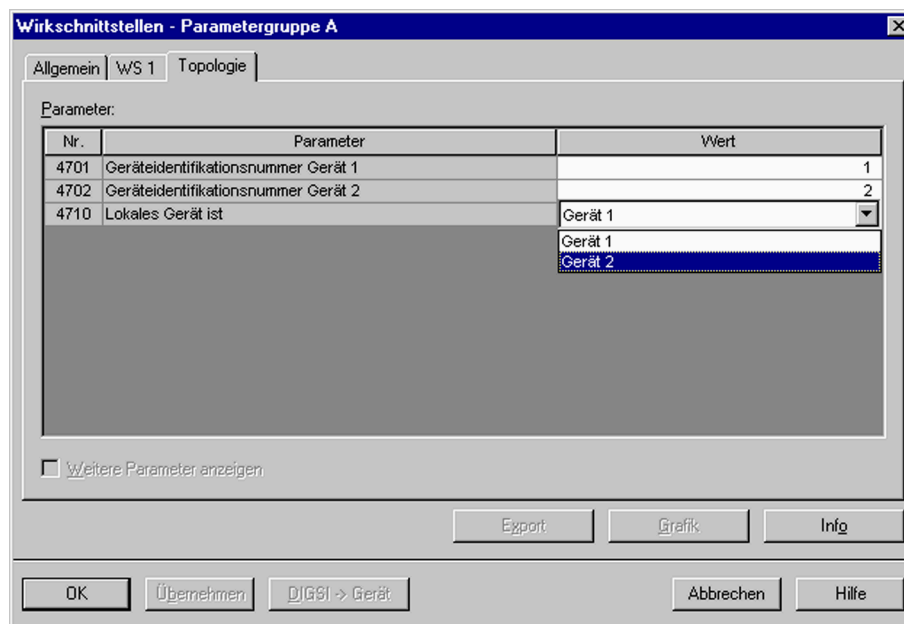 Wirkschnittstellen - Parametergruppe A
Allgemein WS 1 Topologie
Parameter:
Nr. Parameter Wert
4701 Geräteidentifikationsnummer Gerät 1 1
4702 Geräteidentifikationsnummer Gerät 2 2
4710 Lokales Gerät ist Gerät 1
Gerät 1
Gerät 2
Weitere Parameter anzeigen
Export Grafik Info
OK Übernehmen DIGSI -> Gerät Abbrechen Hilfe